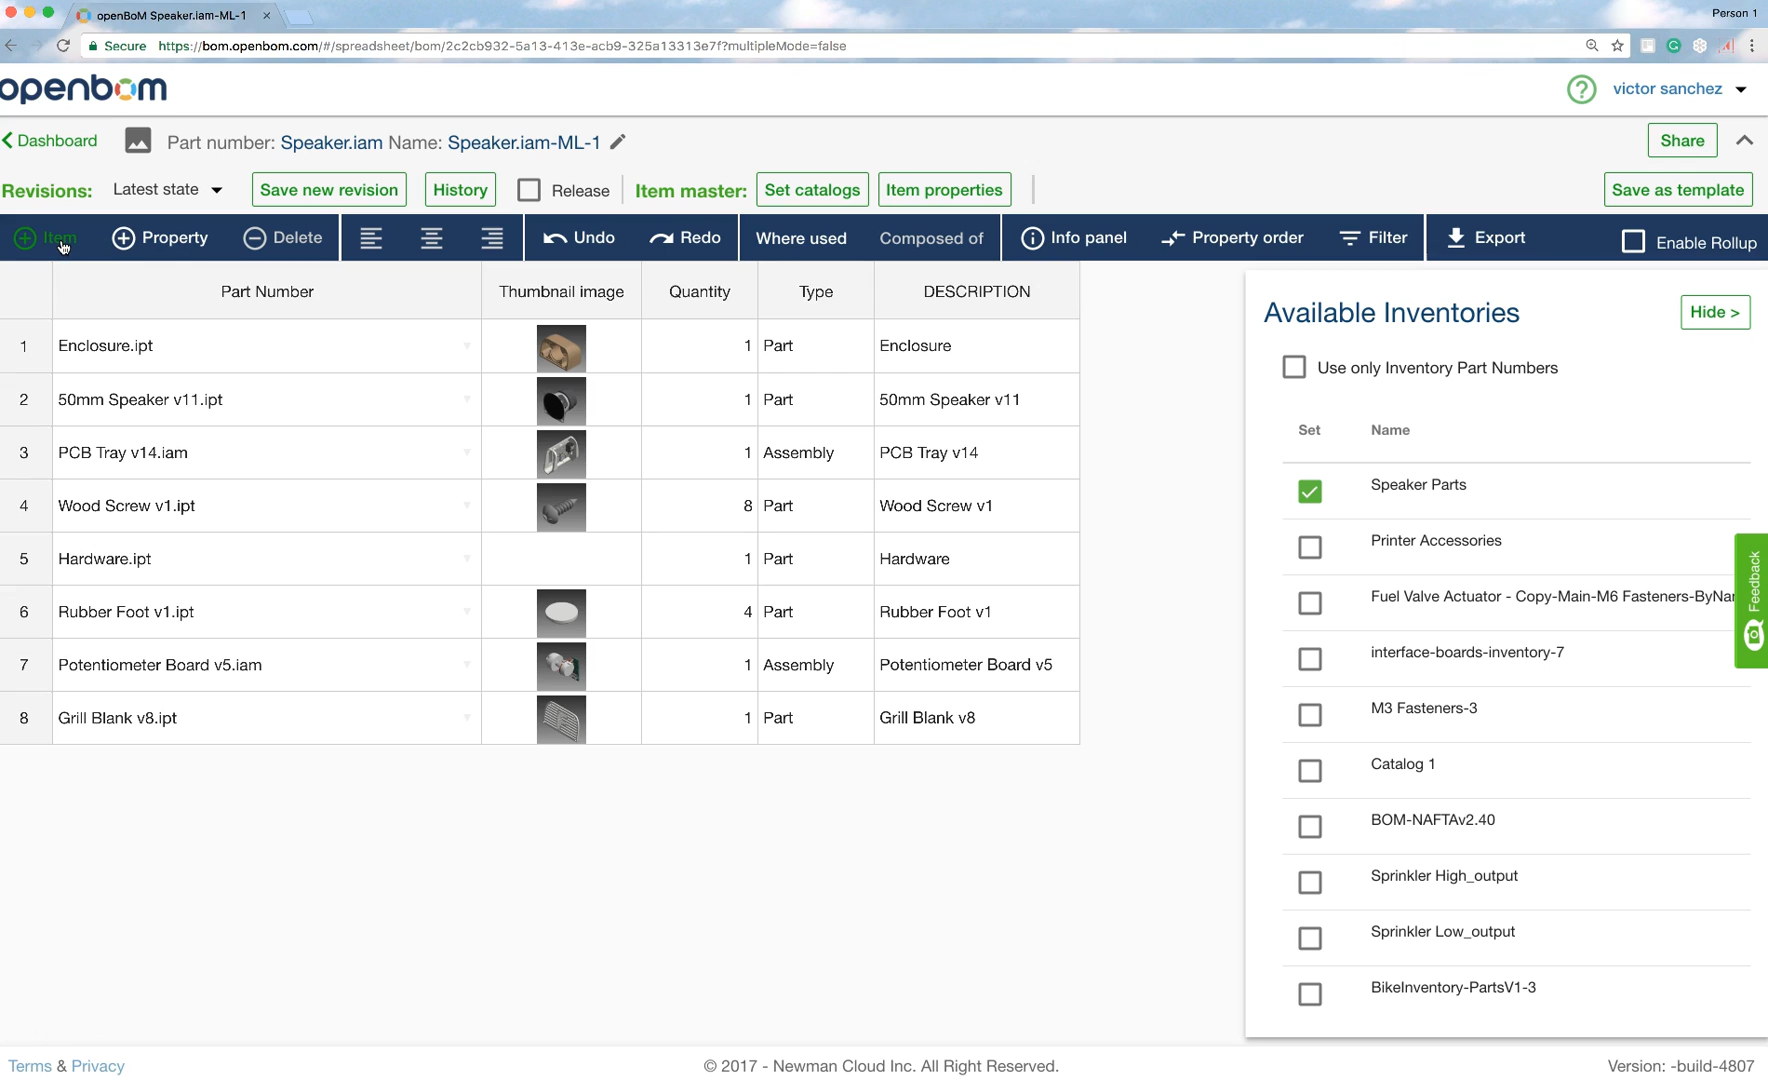 openBoM Speaker.iam-ML-1 ×
Person 1
Secure https://bom.openbom.com/#/spreadsheet/bom/2c2cb932-5a13-413e-acb9-325a13313e7f?multipleMode=false
openbom
? victor sanchez
Dashboard Part number: Speaker.iam Name: Speaker.iam-ML-1 Share
Revisions: Latest state Save new revision History Release Item master: Set catalogs Item properties Save as template
Item Property Delete Undo Redo Where used Composed of Info panel Property order Filter Export Enable Rollup
Part Number Thumbnail image Quantity Type DESCRIPTION
1 Enclosure.ipt 1 Part Enclosure
2 50mm Speaker v11.ipt 1 Part 50mm Speaker v11
3 PCB Tray v14.iam 1 Assembly PCB Tray v14
4 Wood Screw v1.ipt 8 Part Wood Screw v1
5 Hardware.ipt 1 Part Hardware
6 Rubber Foot v1.ipt 4 Part Rubber Foot v1
7 Potentiometer Board v5.iam 1 Assembly Potentiometer Board v5
8 Grill Blank v8.ipt 1 Part Grill Blank v8
Available Inventories Hide >
Use only Inventory Part Numbers
Set Name
Speaker Parts
Printer Accessories
Fuel Valve Actuator - Copy-Main-M6 Fasteners-ByNa
interface-boards-inventory-7
M3 Fasteners-3
Catalog 1
BOM-NAFTAv2.40
Sprinkler High_output
Sprinkler Low_output
BikeInventory-PartsV1-3
Feedback
Terms & Privacy © 2017 - Newman Cloud Inc. All Right Reserved. Version: -build-4807